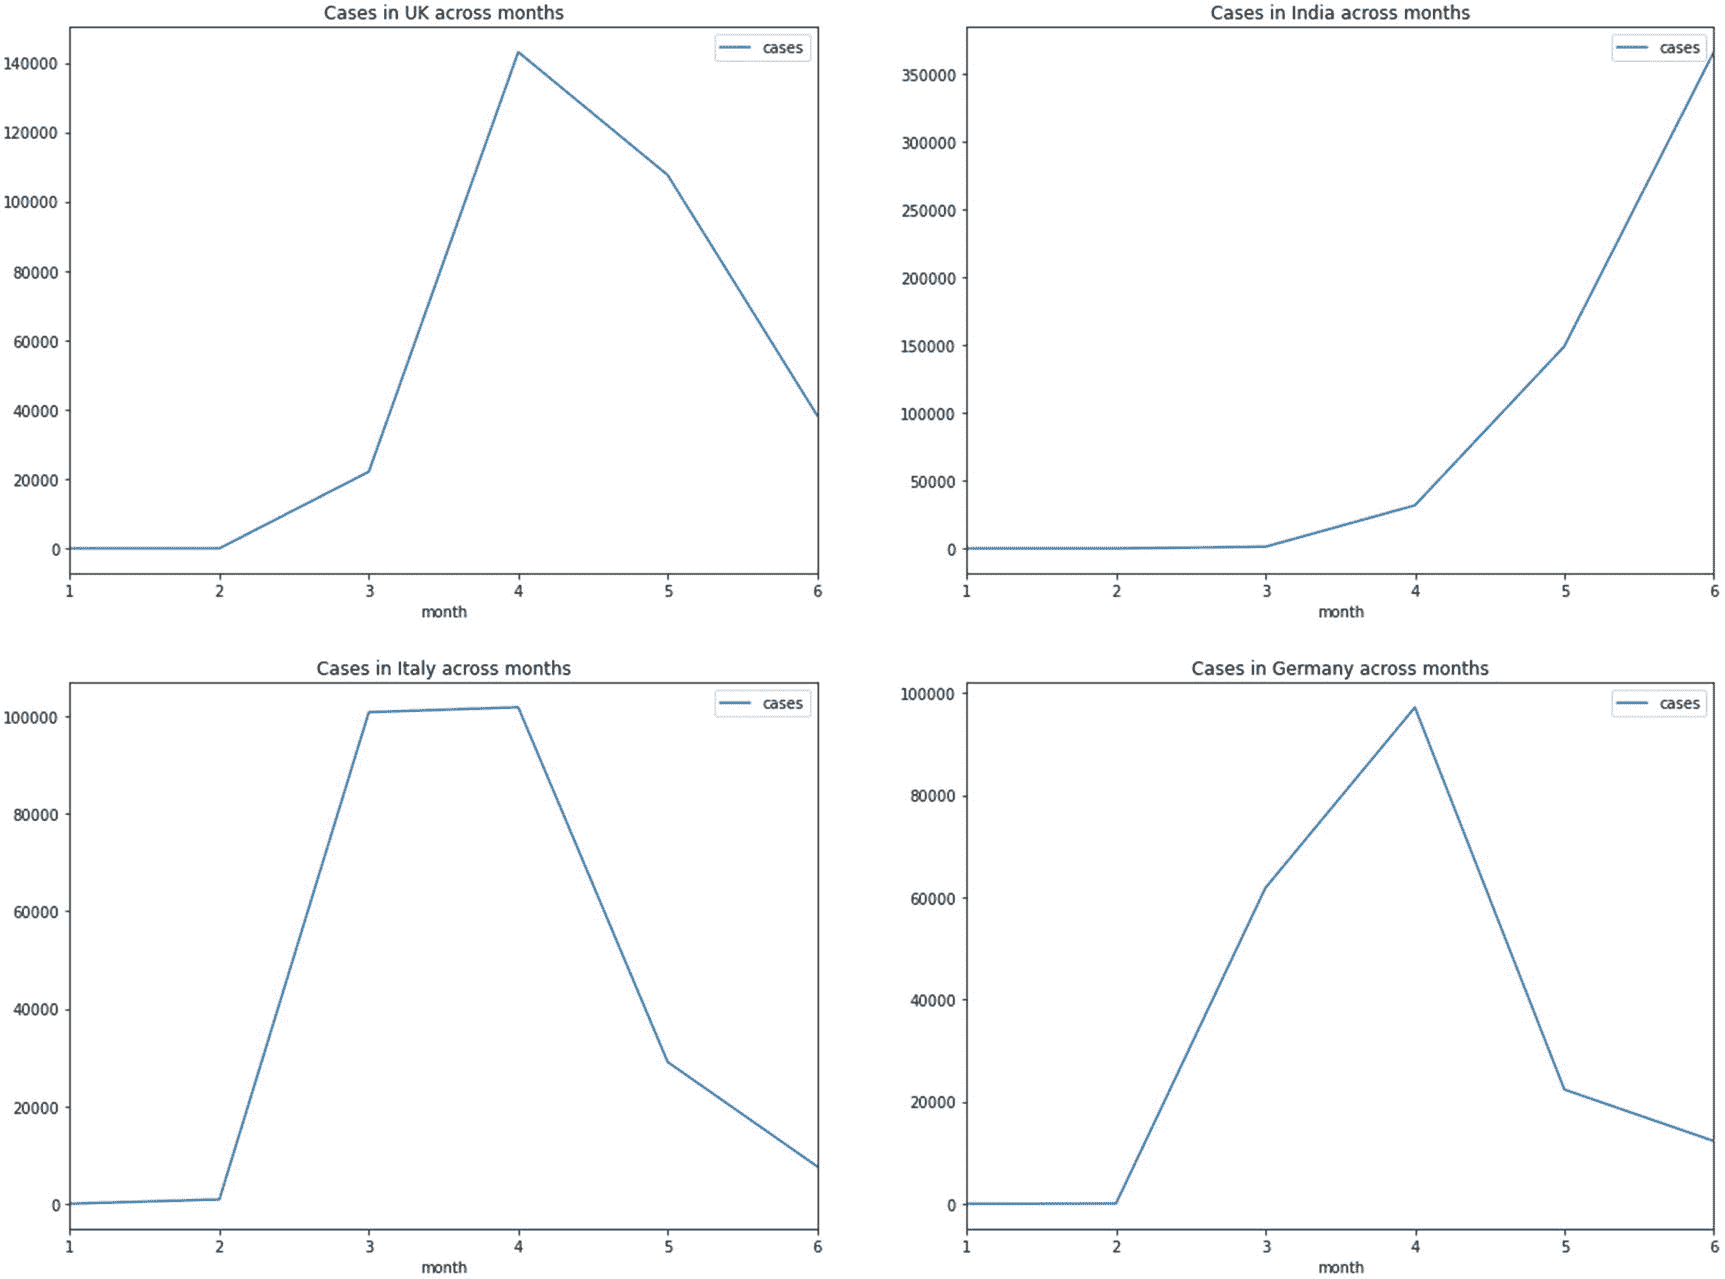 Cases in UK across months
cases
140000
120000
100000
80000
60000
40000
20000
0
1 2 3 4 5 6
month
Cases in India across months
cases
350000
300000
250000
200000
150000
100000
50000
0
1 2 3 4 5 6
month
Cases in Italy across months
cases
100000
80000
60000
40000
20000
0
1 2 3 4 5 6
month
Cases in Germany across months
cases
100000
80000
60000
40000
20000
0
1 2 3 4 5 6
month